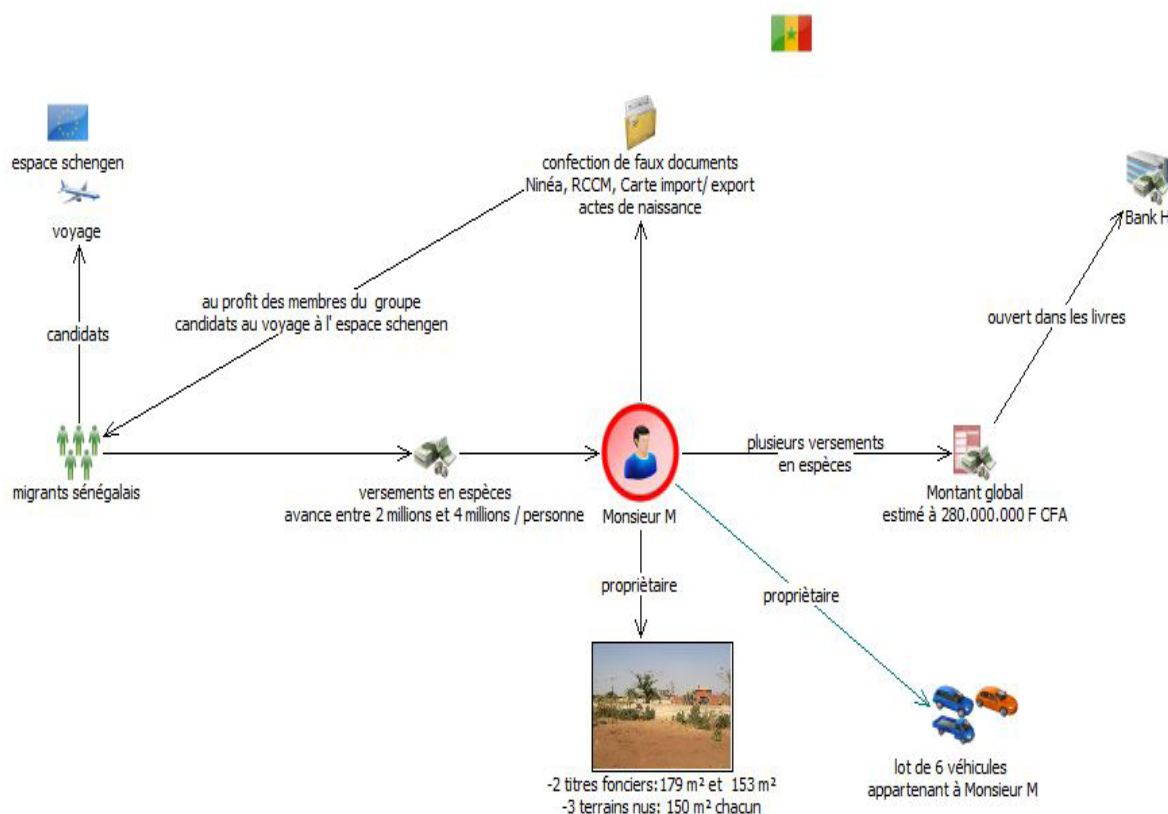 espace schengen
voyage
candidats
migrants sénégalais
confection de faux documents
Ninéa, RCCM, Carte import/ export
actes de naissance
au profit des membres du groupe
candidats au voyage à l' espace schengen
versements en espèces
avance entre 2 millions et 4 millions / personne
Monsieur M
plusieurs versements
en espèces
Montant global
estimé à 280.000.000 F CFA
ouvert dans les livres
Bank H
propriètaire
propriètaire
-2 titres fonciers:179 m² et 153 m²
-3 terrains nus: 150 m² chacun
lot de 6 véhicules
appartenant à Monsieur M